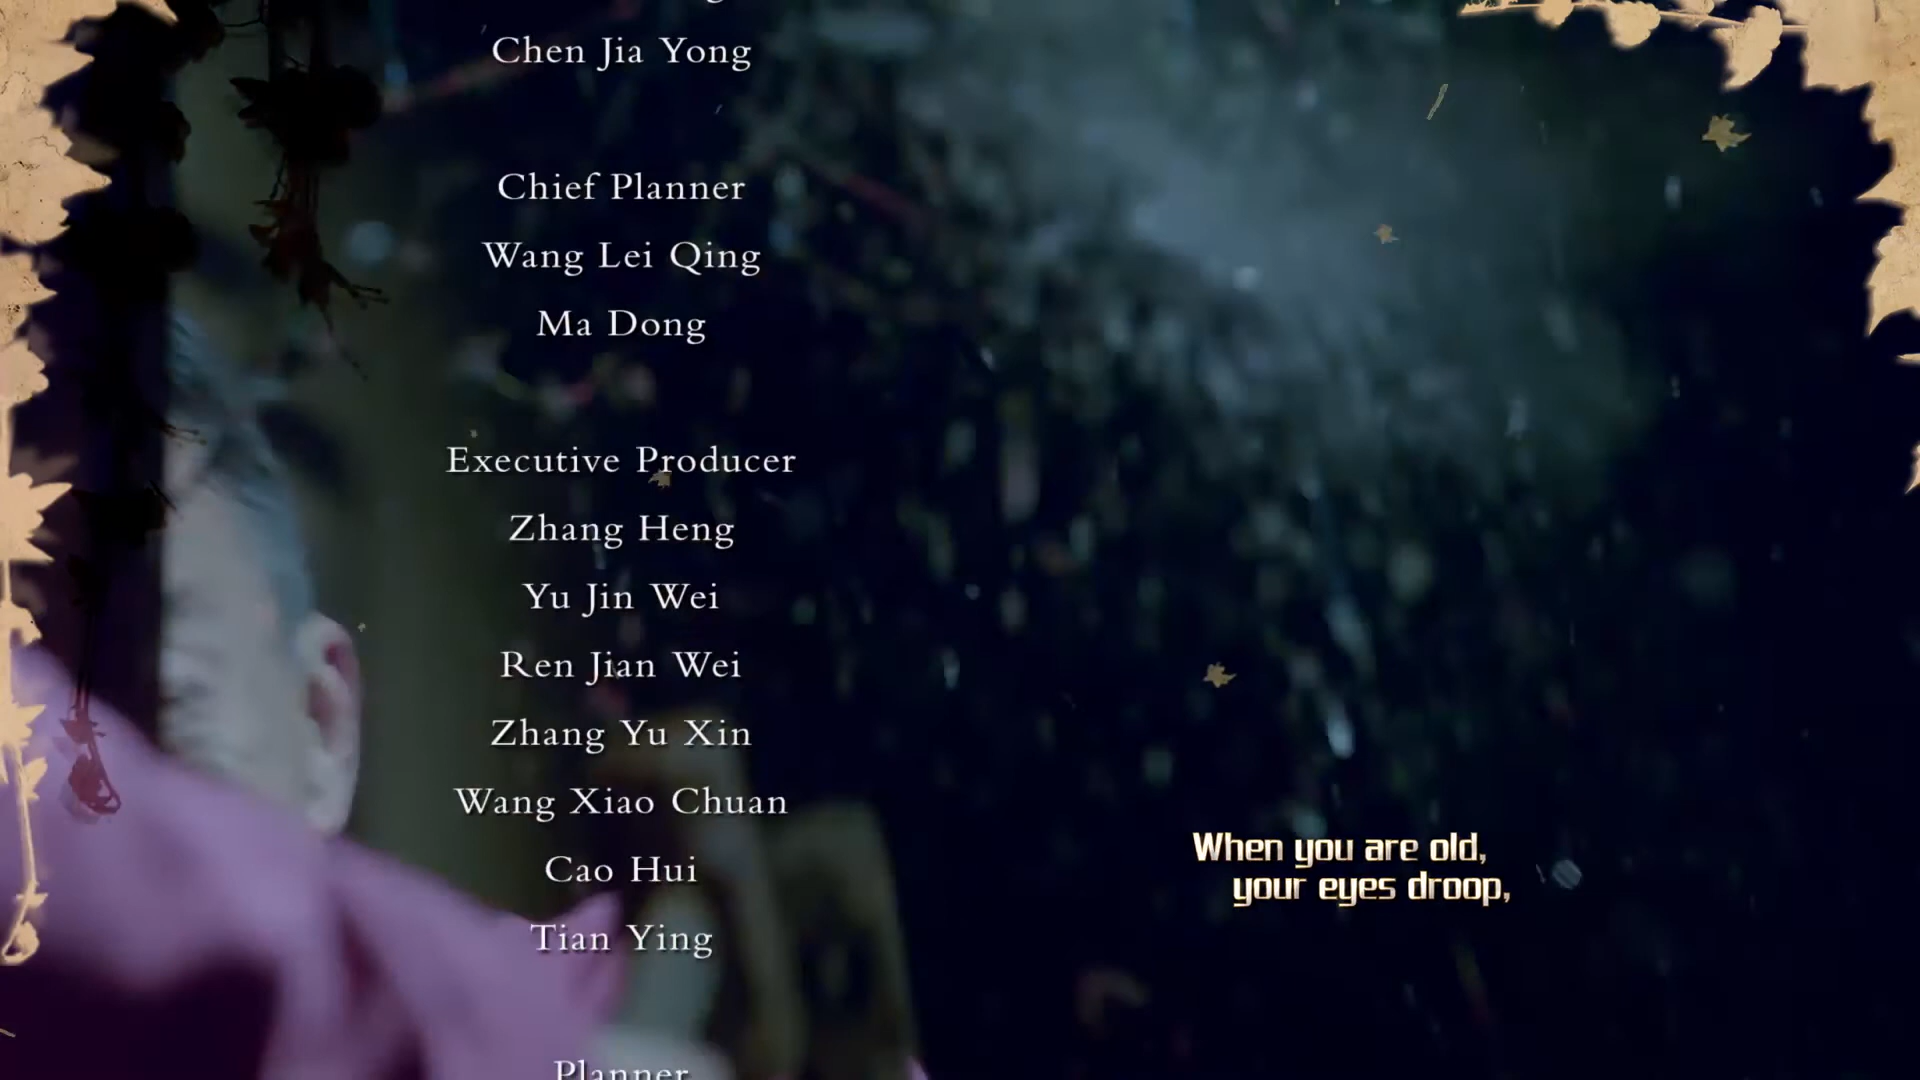 Chen Jia Yong
Chief Planner
Wang Lei Qing
Ma Dong
Executive Producer
Zhang Heng
Yu Jin Wei
Ren Jian Wei
Zhang Yu Xin
Wang Xiao Chuan
Cao Hui
Tian Ying
Planner
When you are old,
your eyes droop,